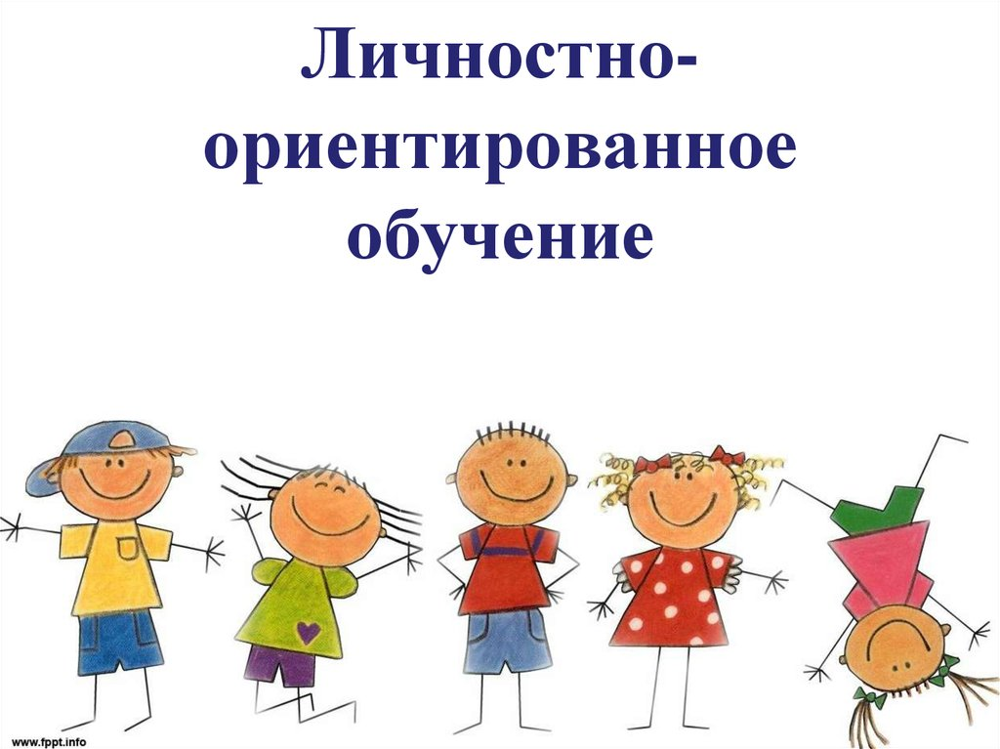 Личностно-
ориентированное
обучение
www.fppt.info